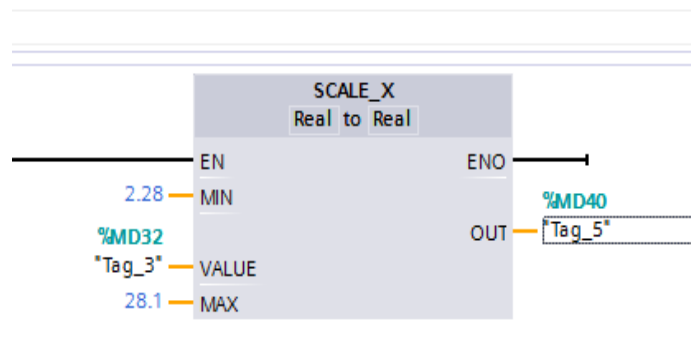 SCALE_X
Real to Real
EN ENO
2.28 MIN
%MD40
%MD32 OUT "Tag_5"
"Tag_3" VALUE
28.1 MAX